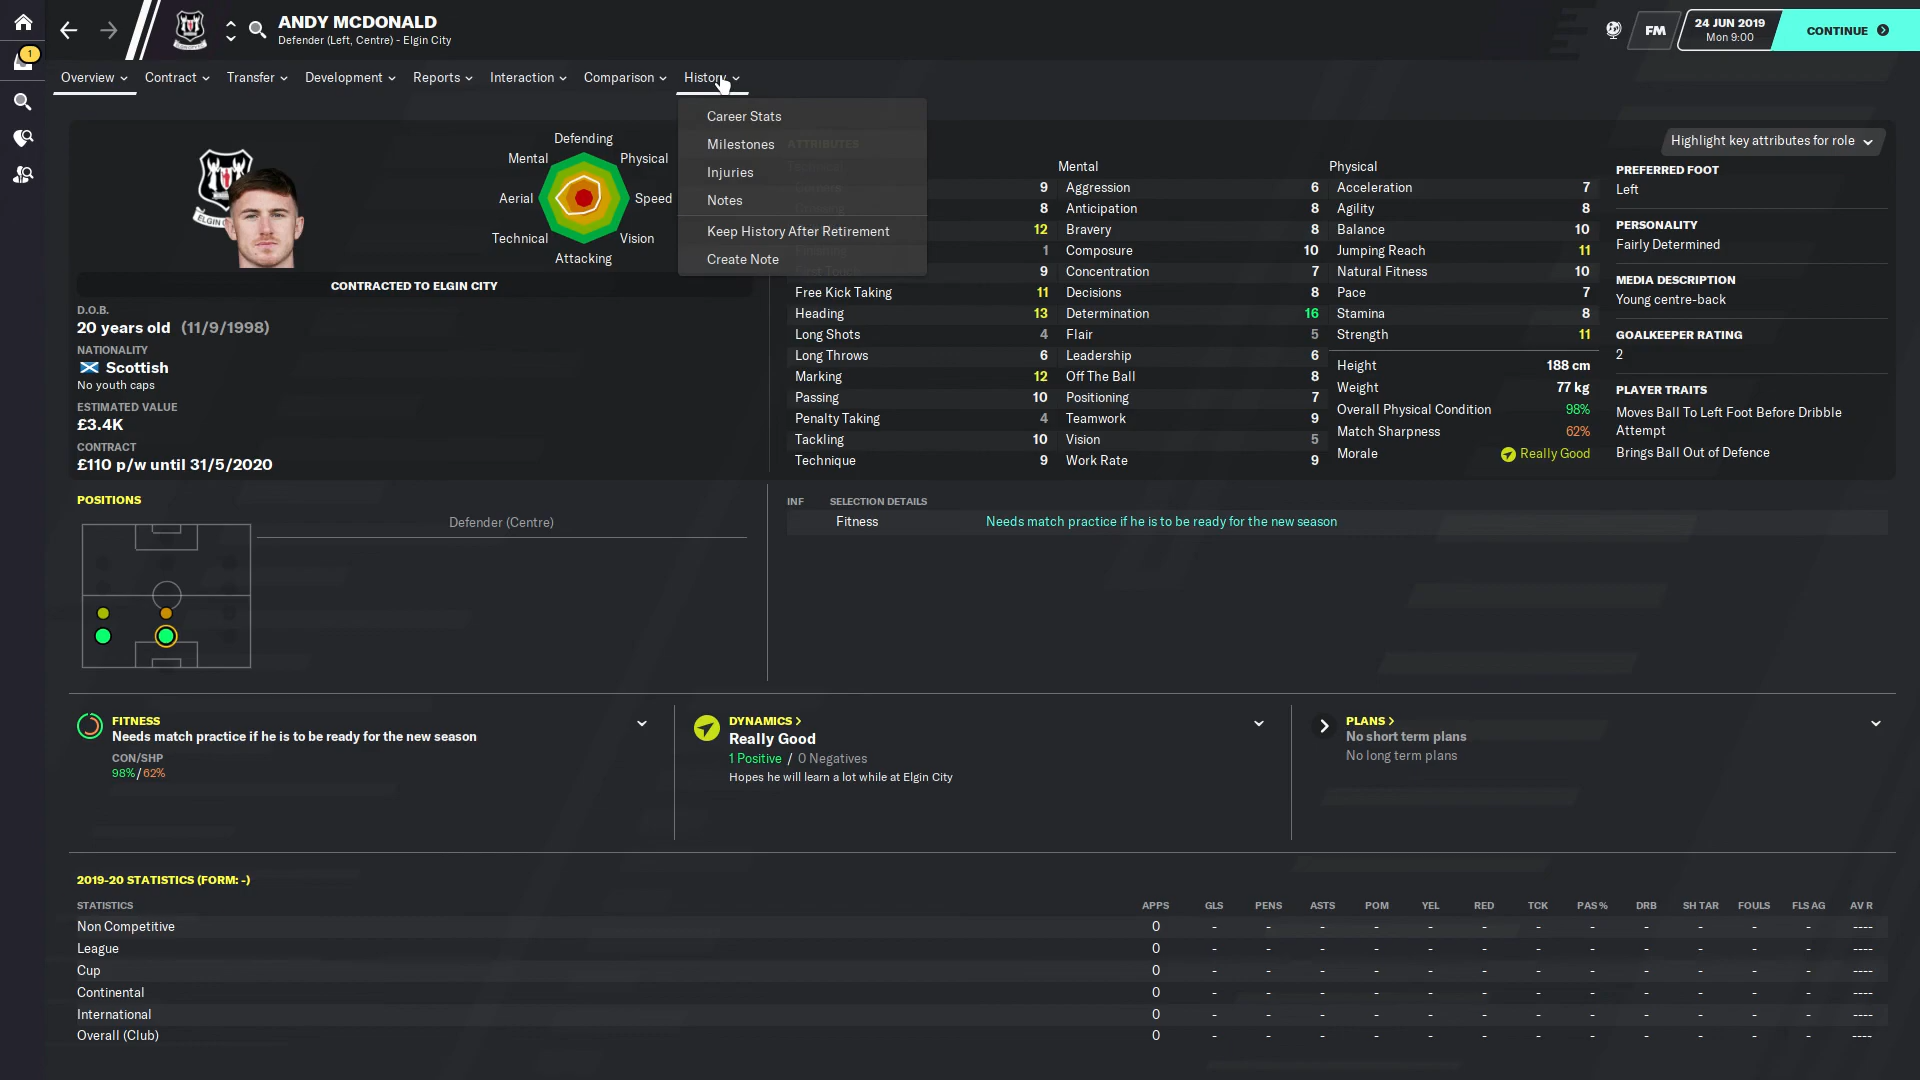 1
ANDY MCDONALD
Defender (Left, Centre) - Elgin City
FM
24 JUN 2019
Mon 9:00
CONTINUE
Overview
Contract
Transfer
Development
Reports
Interaction
Comparison
History
Career Stats
Milestones
Injuries
Notes
Keep History After Retirement
Create Note
Highlight key attributes for role
ELGIN
Defending
Mental
Physical
Aerial
Speed
Technical
Vision
Attacking
CONTRACTED TO ELGIN CITY
D.O.B.
20 years old (11/9/1998)
NATIONALITY
Scottish
No youth caps
ESTIMATED VALUE
£3.4K
CONTRACT
£110 p/w until 31/5/2020
ATTRIBUTES
9
8
12
1
9
Free Kick Taking 11
Heading 13
Long Shots 4
Long Throws 6
Marking 12
Passing 10
Penalty Taking 4
Tackling 10
Technique 9
Mental
Aggression 6
Anticipation 8
Bravery 8
Composure 10
Concentration 7
Decisions 8
Determination 16
Flair 5
Leadership 6
Off The Ball 8
Positioning 7
Teamwork 9
Vision 5
Work Rate 9
Physical
Acceleration 7
Agility 8
Balance 10
Jumping Reach 11
Natural Fitness 10
Pace 7
Stamina 8
Strength 11
Height 188 cm
Weight 77 kg
Overall Physical Condition 98%
Match Sharpness 62%
Morale Really Good
PREFERRED FOOT
Left
PERSONALITY
Fairly Determined
MEDIA DESCRIPTION
Young centre-back
GOALKEEPER RATING
2
PLAYER TRAITS
Moves Ball To Left Foot Before Dribble
Attempt
Brings Ball Out of Defence
POSITIONS
Defender (Centre)
INF SELECTION DETAILS
Fitness Needs match practice if he is to be ready for the new season
FITNESS
Needs match practice if he is to be ready for the new season
CON/SHP
98% / 62%
DYNAMICS >
Really Good
1 Positive / 0 Negatives
Hopes he will learn a lot while at Elgin City
PLANS >
No short term plans
No long term plans
2019-20 STATISTICS (FORM: -)
STATISTICS APPS GLS PENS ASTS POM YEL RED TCK PAS % DRB SH TAR FOULS FLS AG AV R
Non Competitive 0 - - - - - - - - - - - - ----
League 0 - - - - - - - - - - - - ----
Cup 0 - - - - - - - - - - - - ----
Continental 0 - - - - - - - - - - - - ----
International 0 - - - - - - - - - - - - ----
Overall (Club) 0 - - - - - - - - - - - - ----